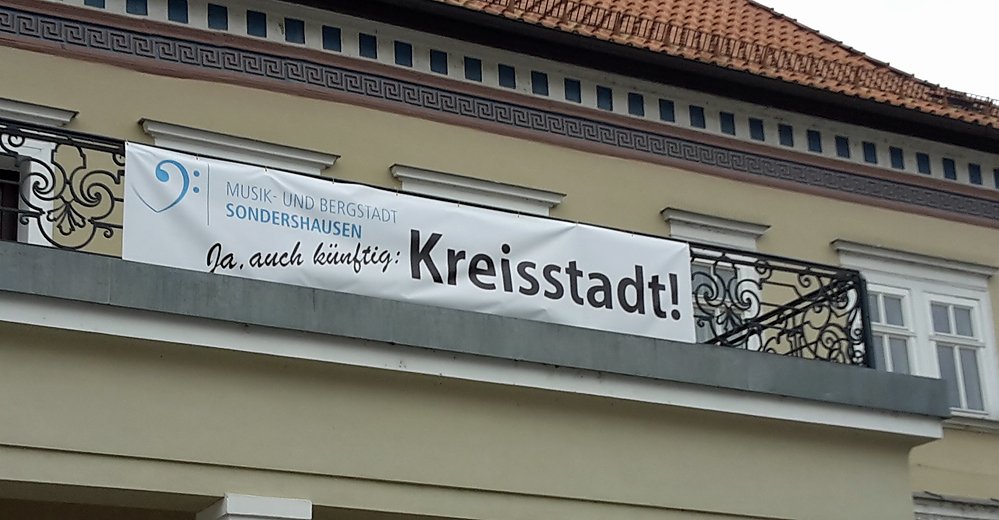 MUSIK- UND BERGSTADT
SONDERSHAUSEN
Ja, auch künftig: Kreisstadt!